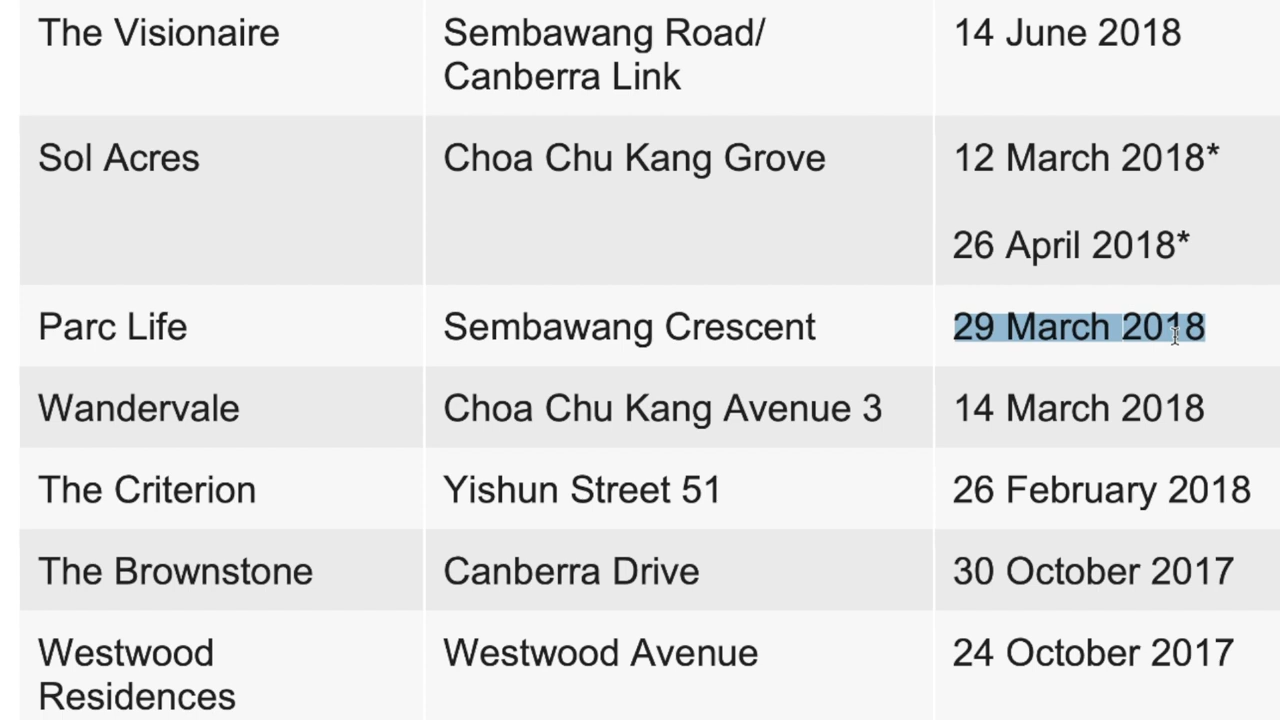 The Visionaire
Sembawang Road/
Canberra Link
14 June 2018
Sol Acres
Choa Chu Kang Grove
12 March 2018*
26 April 2018*
Parc Life
Sembawang Crescent
29 March 2018
Wandervale
Choa Chu Kang Avenue 3
14 March 2018
The Criterion
Yishun Street 51
26 February 2018
The Brownstone
Canberra Drive
30 October 2017
Westwood
Residences
Westwood Avenue
24 October 2017